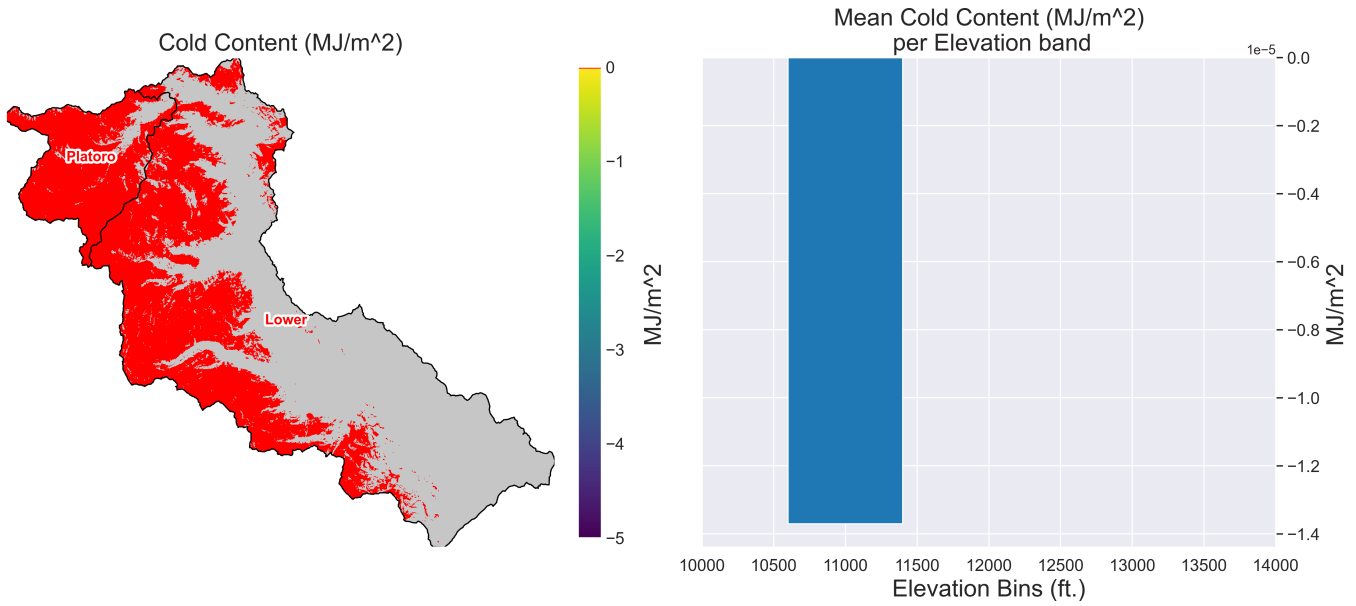 Cold Content (MJ/m^2)
Platoro
Lower
0
−1
−2
−3
−4
−5
MJ/m^2
Mean Cold Content (MJ/m^2)
per Elevation band
1e−5
0.0
−0.2
−0.4
−0.6
−0.8
−1.0
−1.2
−1.4
MJ/m^2
10000 10500 11000 11500 12000 12500 13000 13500 14000
Elevation Bins (ft.)